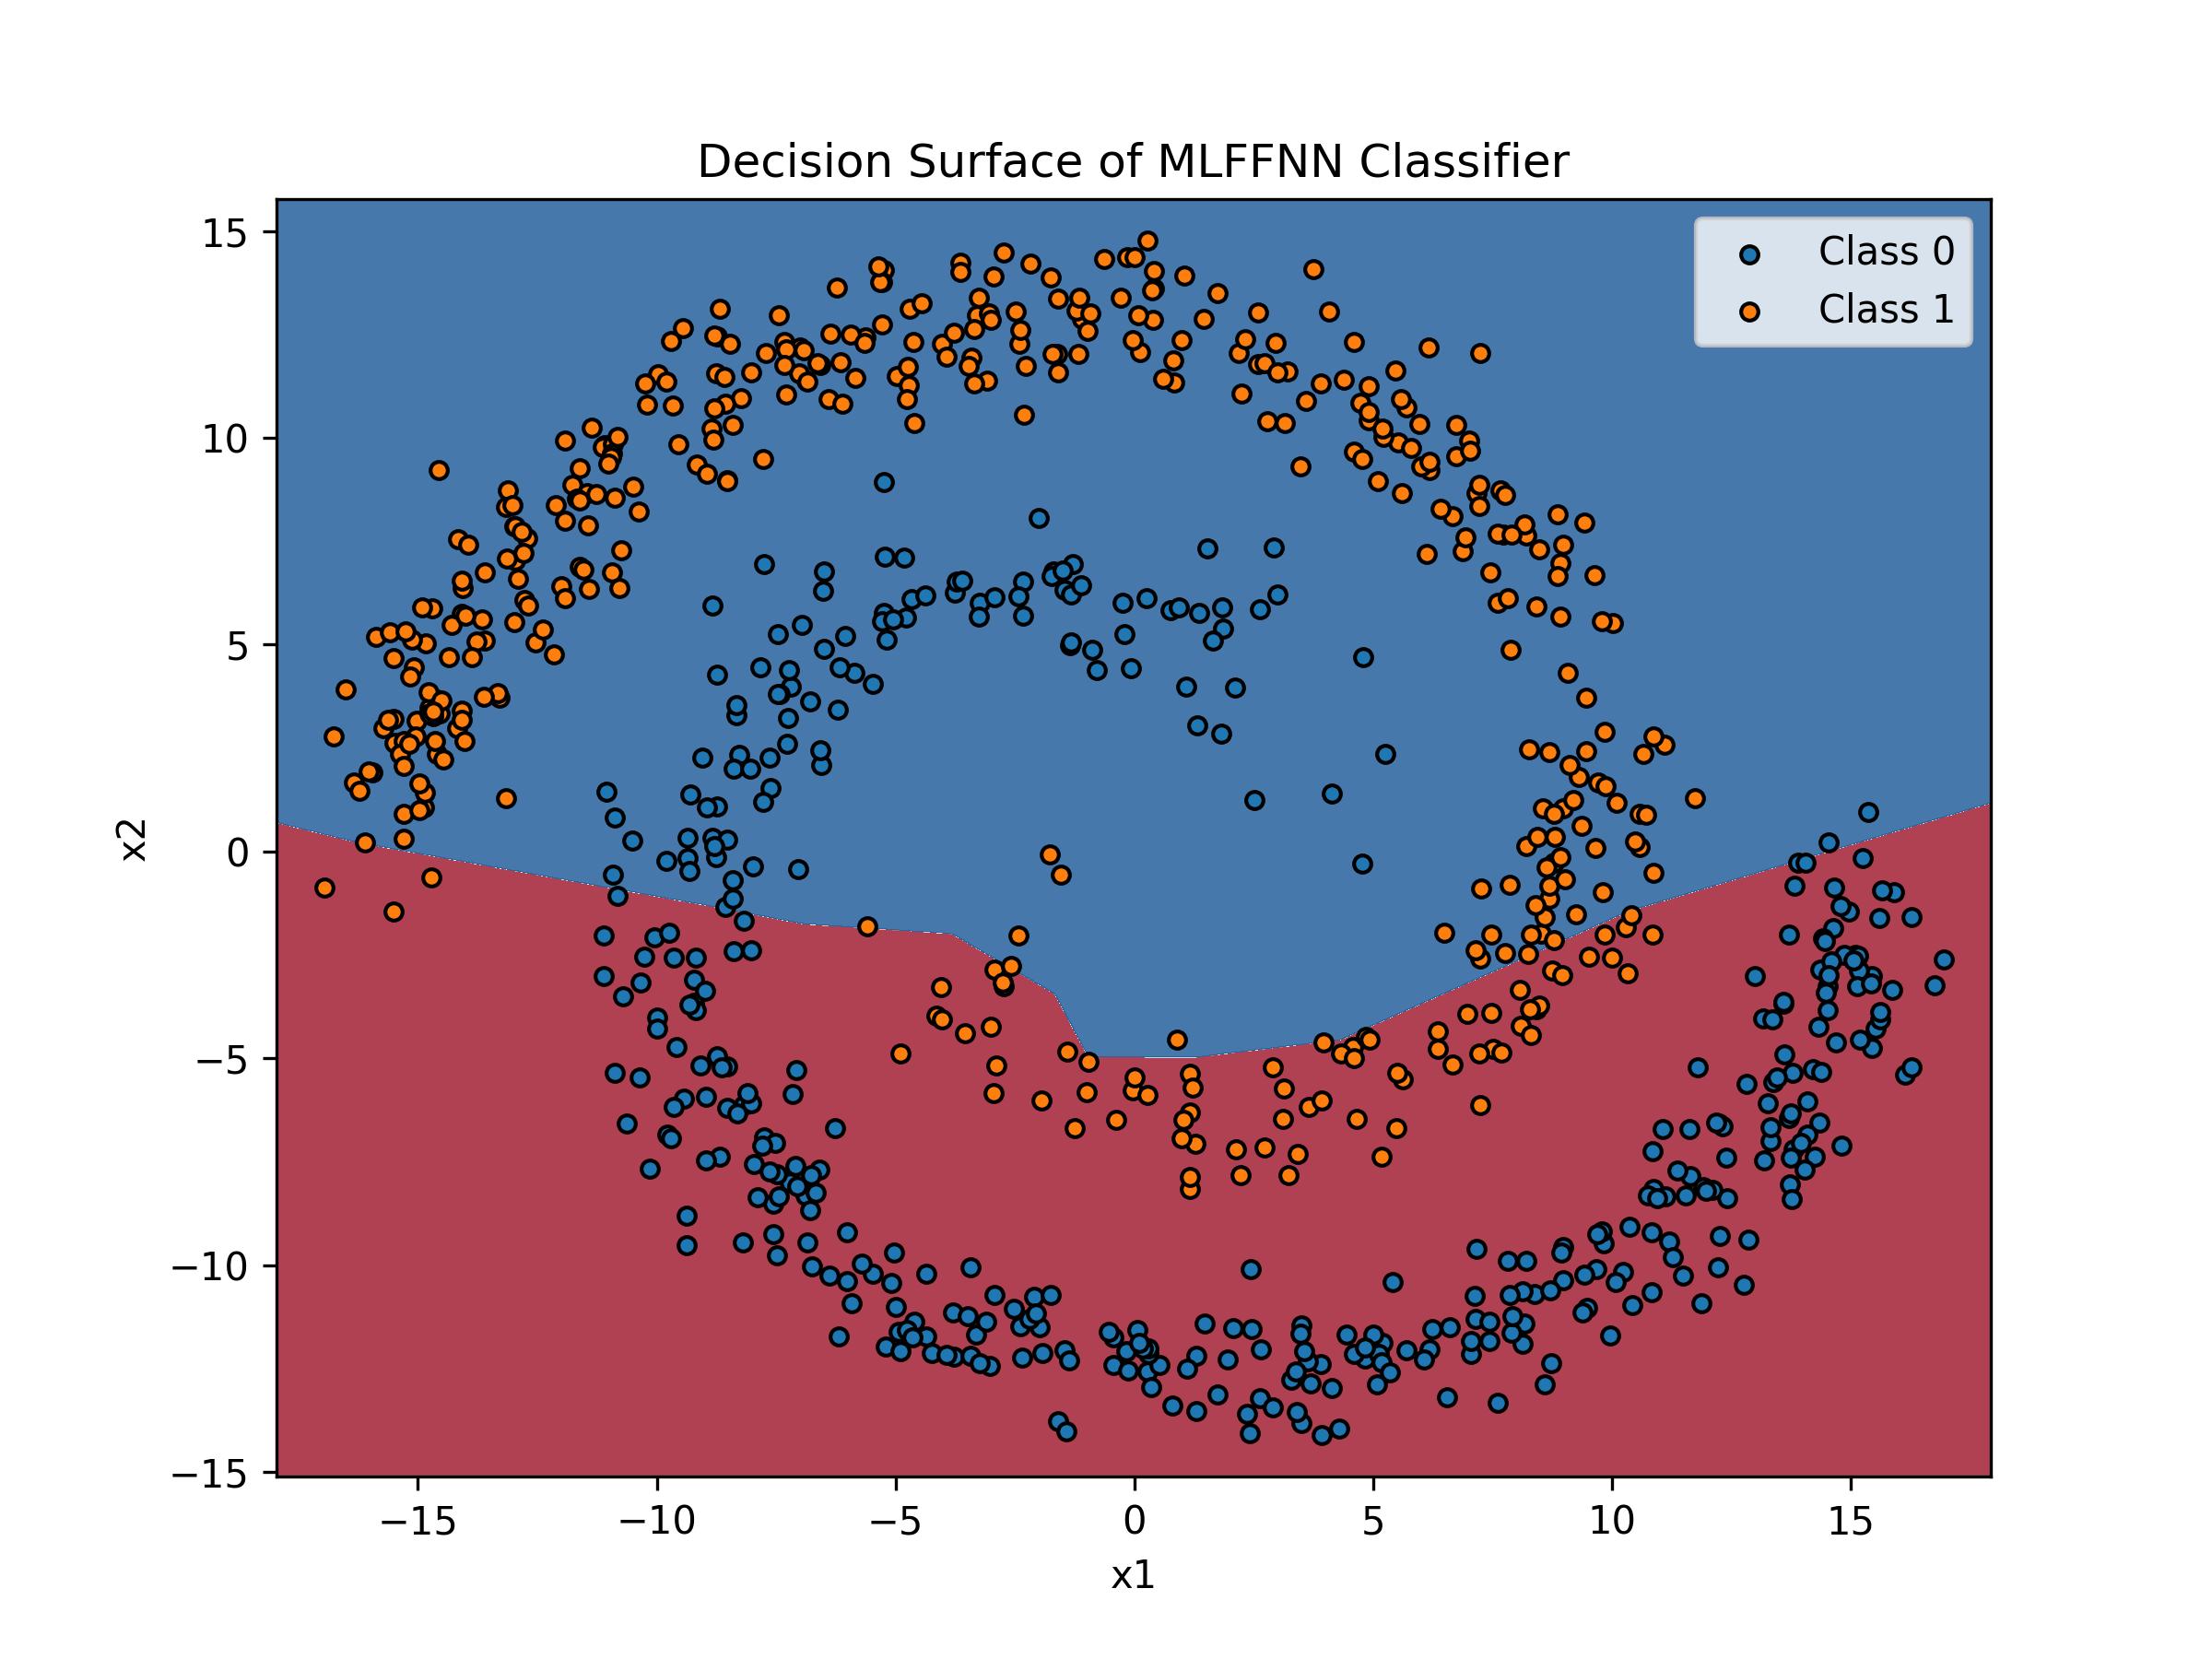 Decision Surface of MLFFNN Classifier
Class 0
Class 1
15
10
5
0
−5
−10
−15
x2
−15 −10 −5 0 5 10 15
x1